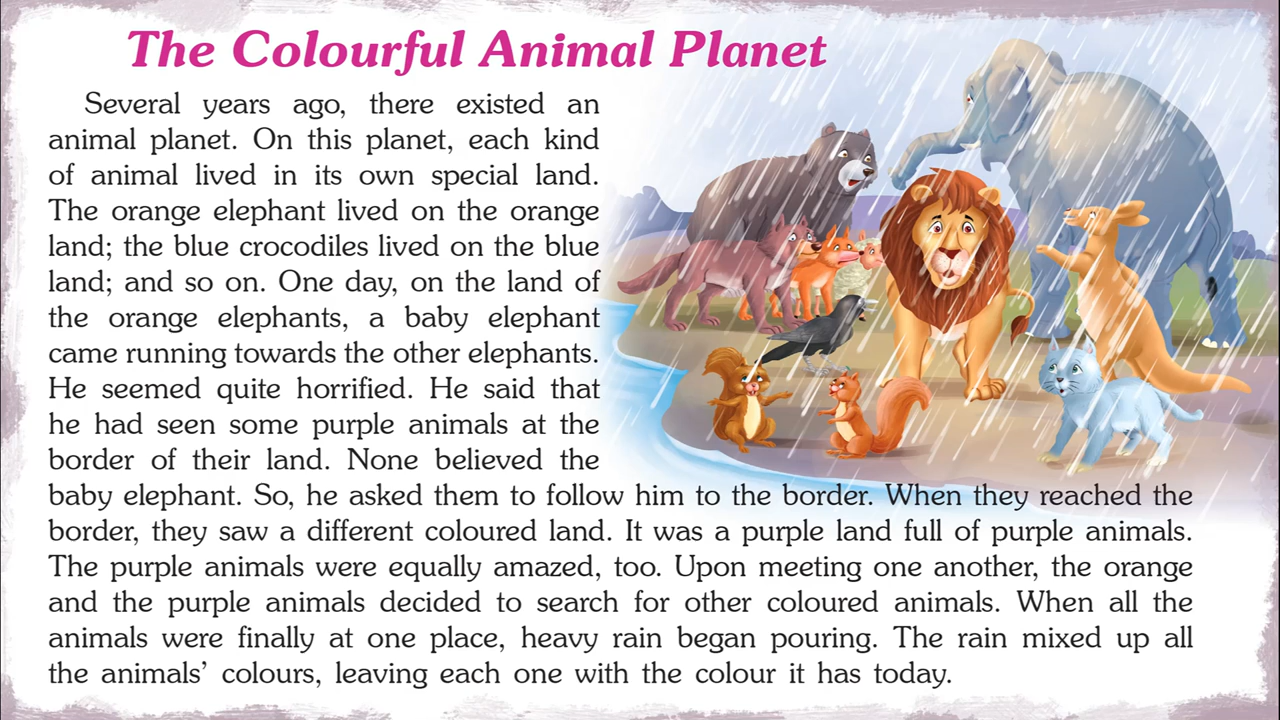 The Colourful Animal Planet
Several years ago, there existed an
animal planet. On this planet, each kind
of animal lived in its own special land.
The orange elephant lived on the orange
land; the blue crocodiles lived on the blue
land; and so on. One day, on the land of
the orange elephants, a baby elephant
came running towards the other elephants.
He seemed quite horrified. He said that
he had seen some purple animals at the
border of their land. None believed the
baby elephant. So, he asked them to follow him to the border. When they reached the
border, they saw a different coloured land. It was a purple land full of purple animals.
The purple animals were equally amazed, too. Upon meeting one another, the orange
and the purple animals decided to search for other coloured animals. When all the
animals were finally at one place, heavy rain began pouring. The rain mixed up all
the animals’ colours, leaving each one with the colour it has today.